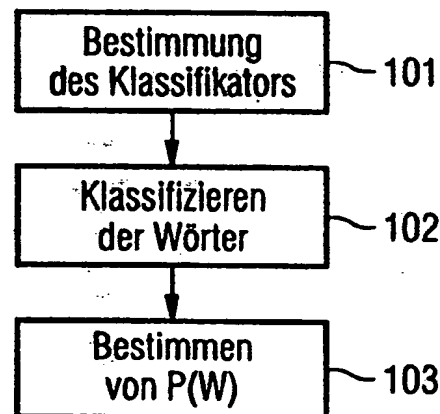 Bestimmung
des Klassifikators
101
Klassifizieren
der Wörter
102
Bestimmen
von P(W)
103